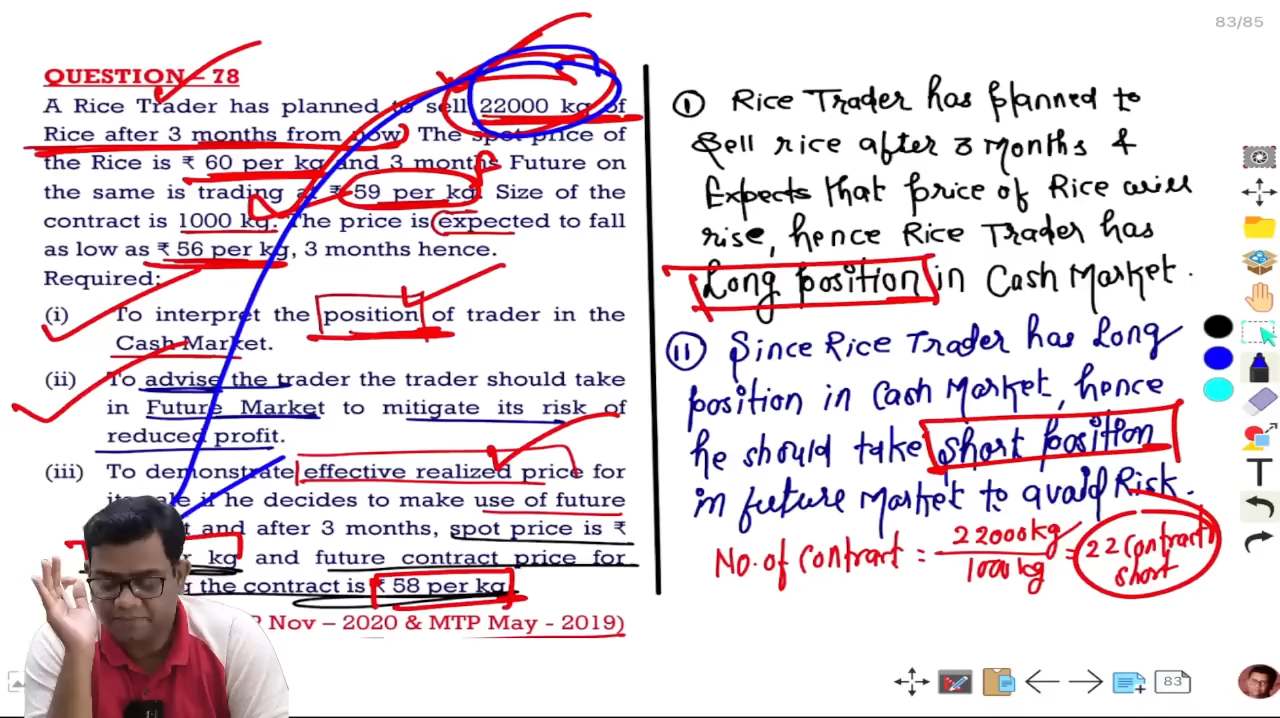 83/85
QUESTION – 78
A Rice Trader has planned to sell 22000 kg of
Rice after 3 months from now. The spot price of
the Rice is ₹ 60 per kg and 3 months Future on
the same is trading at ₹ 59 per kg. Size of the
contract is 1000 kg. The price is expected to fall
as low as ₹ 56 per kg, 3 months hence.
Required:
(i) To interpret the position of trader in the
Cash Market.
(ii) To advise the trader the trader should take
in Future Market to mitigate its risk of
reduced profit.
(iii) To demonstrate effective realized price for
its sale if he decides to make use of future
and after 3 months, spot price is ₹
kg and future contract price for
the contract is ₹ 58 per kg.
Nov – 2020 & MTP May - 2019)
① Rice Trader has planned to
Sell rice after 3 Months &
Expects that price of Rice will
rise, hence Rice Trader has
Long position in Cash Market.
⑪ Since Rice Trader has Long
position in Cash Market, hence
he should take short position
in future Market to avoid Risk.
No. of Contract = 22000 kg / 1000 kg = 22 Contract
short
T
83